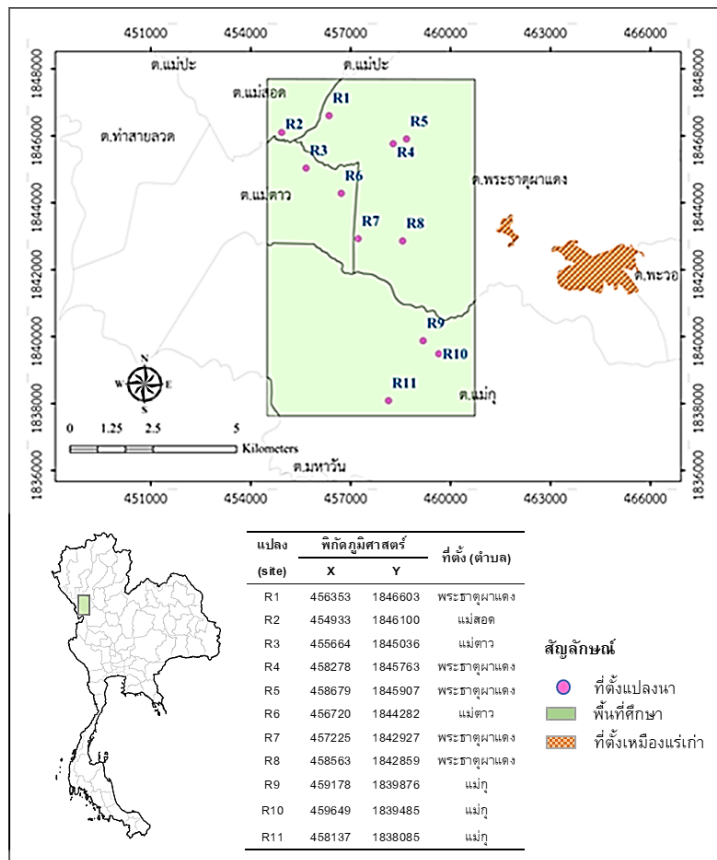 451000 454000 457000 460000 463000 466000
1848000
1846000
1844000
1842000
1840000
1838000
1836000
1848000
1846000
1844000
1842000
1840000
1838000
1836000
ต.แม่ปะ
ต.แม่ปะ
ต.แม่สอด
R1
R2
R5
ต.ท่าสายลวด
R3
R4
R6
ต.พระธาตุผาแดง
ต.แม่ตาว
R7
R8
ต.พะวอ
R9
R10
N
W E
S
R11
ต.แม่กุ
0 1.25 2.5 5
Kilometers
ต.มหาวัน
451000 454000 457000 460000 463000 466000
แปลง พิกัดภูมิศาสตร์ ที่ตั้ง (ตำบล)
(site) X Y
R1 456353 1846603 พระธาตุผาแดง
R2 454933 1846100 แม่สอด
R3 455664 1845036 แม่ตาว
R4 458278 1845763 พระธาตุผาแดง
R5 458679 1845907 พระธาตุผาแดง
R6 456720 1844282 แม่ตาว
R7 457225 1842927 พระธาตุผาแดง
R8 458563 1842859 พระธาตุผาแดง
R9 459178 1839876 แม่กุ
R10 459649 1839485 แม่กุ
R11 458137 1838085 แม่กุ
สัญลักษณ์
ที่ตั้งแปลงนา
พื้นที่ศึกษา
ที่ตั้งเหมืองแร่เก่า